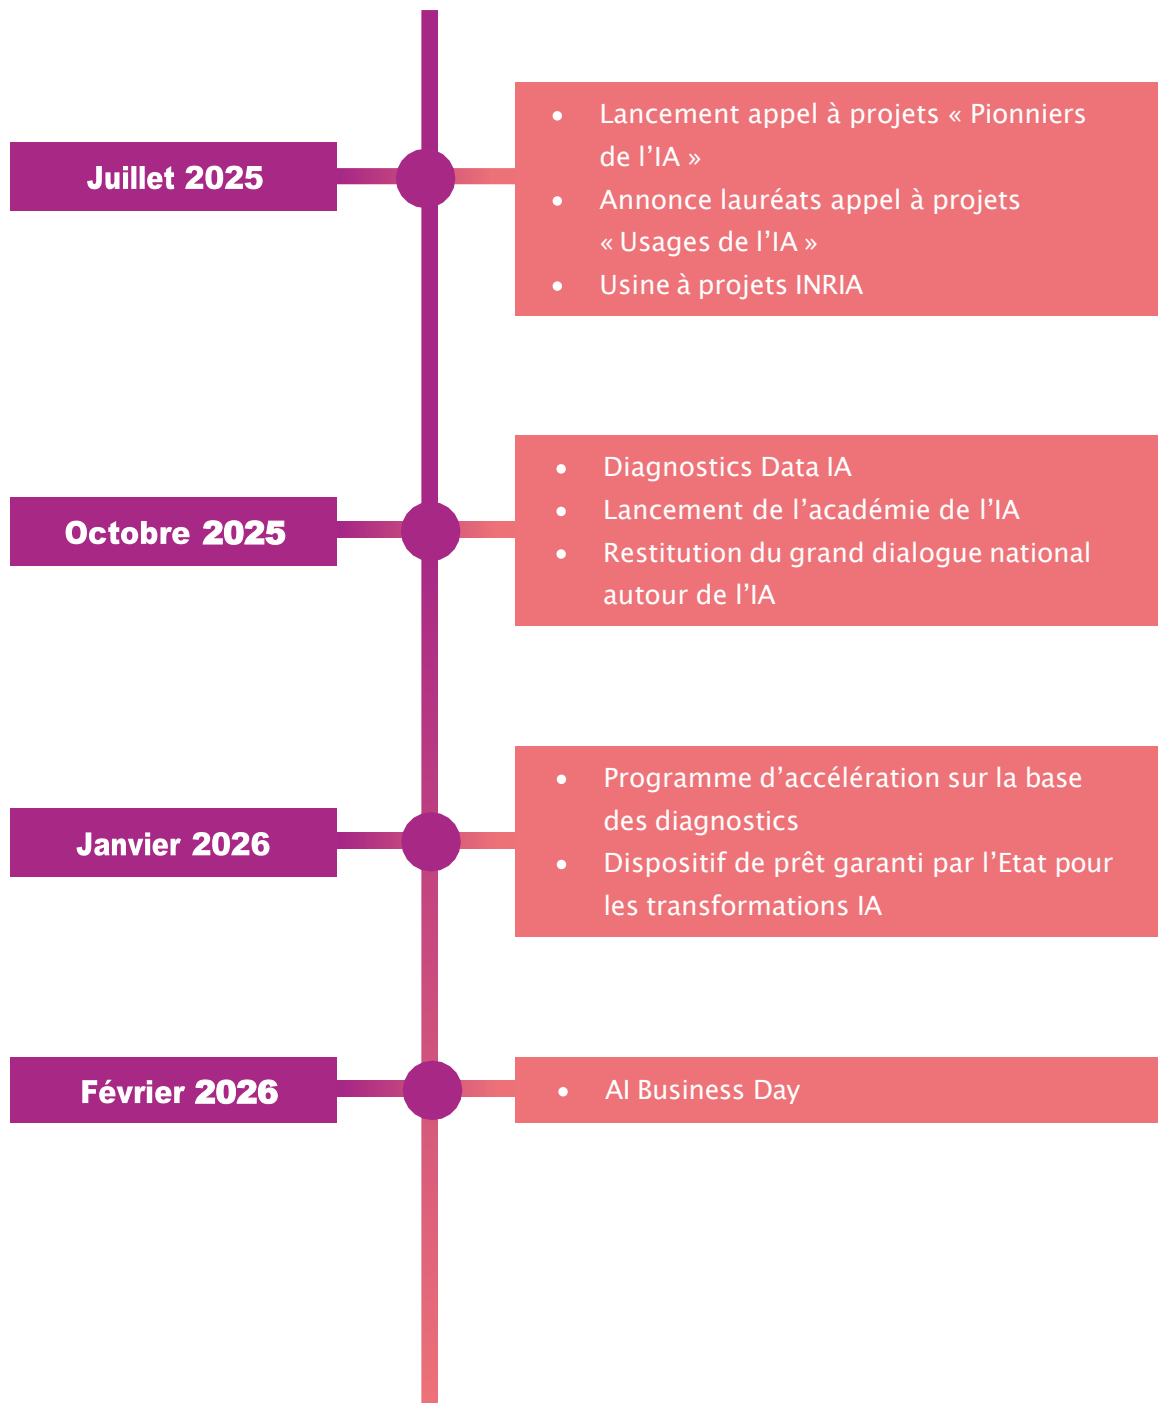 Juillet 2025
• Lancement appel à projets « Pionniers
de l’IA »
• Annonce lauréats appel à projets
« Usages de l’IA »
• Usine à projets INRIA
Octobre 2025
• Diagnostics Data IA
• Lancement de l’académie de l’IA
• Restitution du grand dialogue national
autour de l’IA
Janvier 2026
• Programme d’accélération sur la base
des diagnostics
• Dispositif de prêt garanti par l’Etat pour
les transformations IA
Février 2026
• AI Business Day